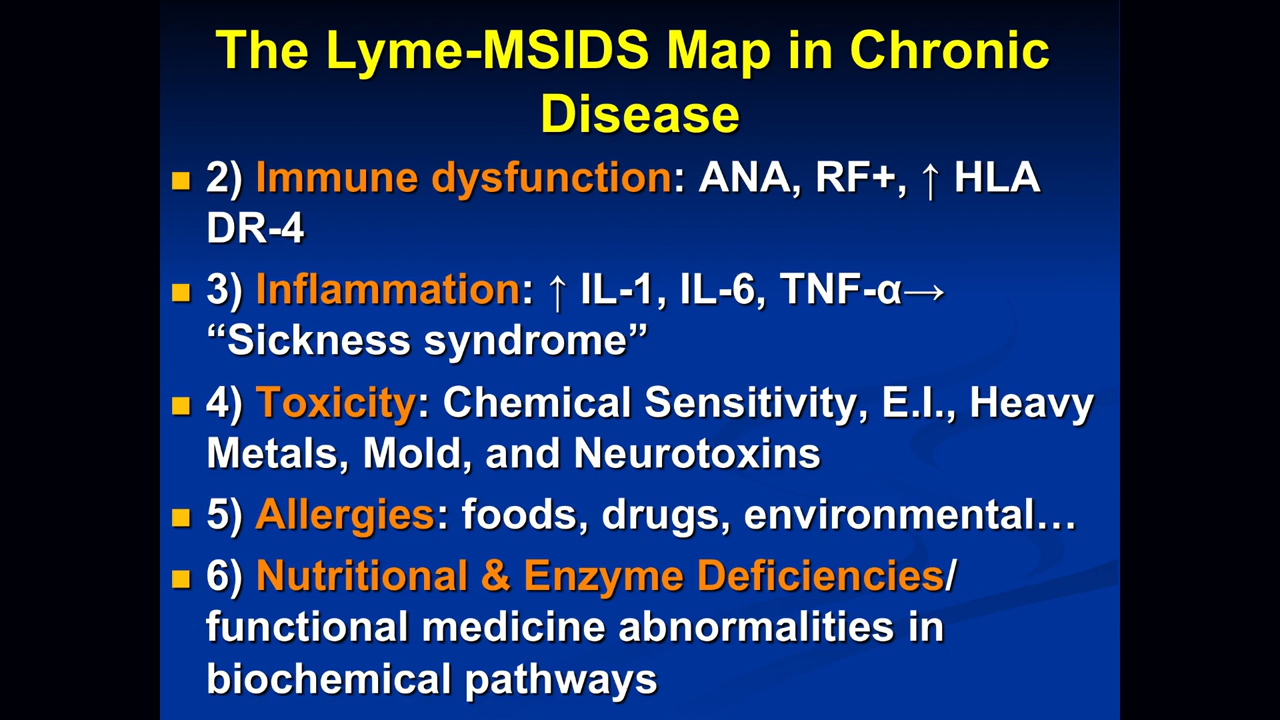 The Lyme-MSIDS Map in Chronic
Disease
2) Immune dysfunction: ANA, RF+, ↑ HLA
DR-4
3) Inflammation: ↑ IL-1, IL-6, TNF-α→
“Sickness syndrome”
4) Toxicity: Chemical Sensitivity, E.I., Heavy
Metals, Mold, and Neurotoxins
5) Allergies: foods, drugs, environmental…
6) Nutritional & Enzyme Deficiencies/
functional medicine abnormalities in
biochemical pathways